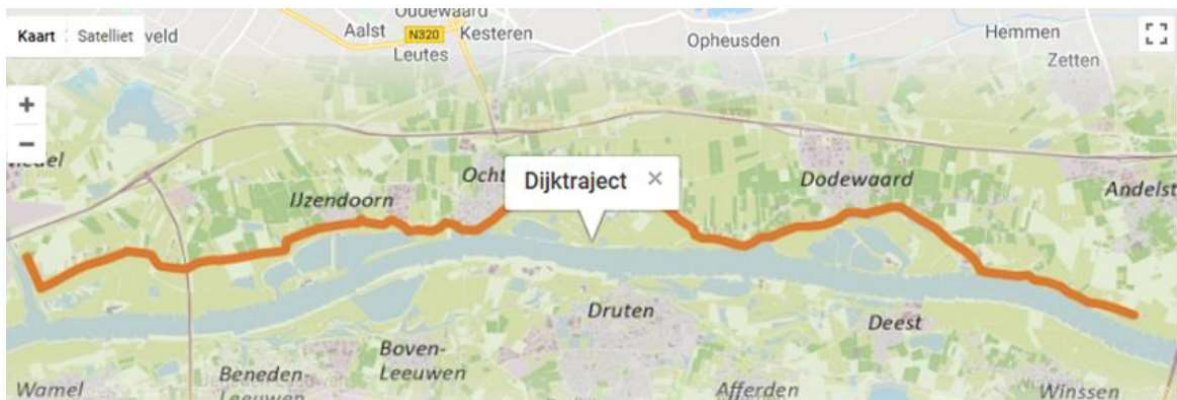 Kaart
Satelliet
veld
Oudewaard
Aalst
N320
Kesteren
Leutes
Opheusden
Hemmen
Zetten
+
−
IJzendoorn
Ocht
Dijktraject ×
Dodewaard
Andelst
Druten
Deest
Boven-
Leeuwen
Beneden-
Leeuwen
Wamel
Afferden
Winssen